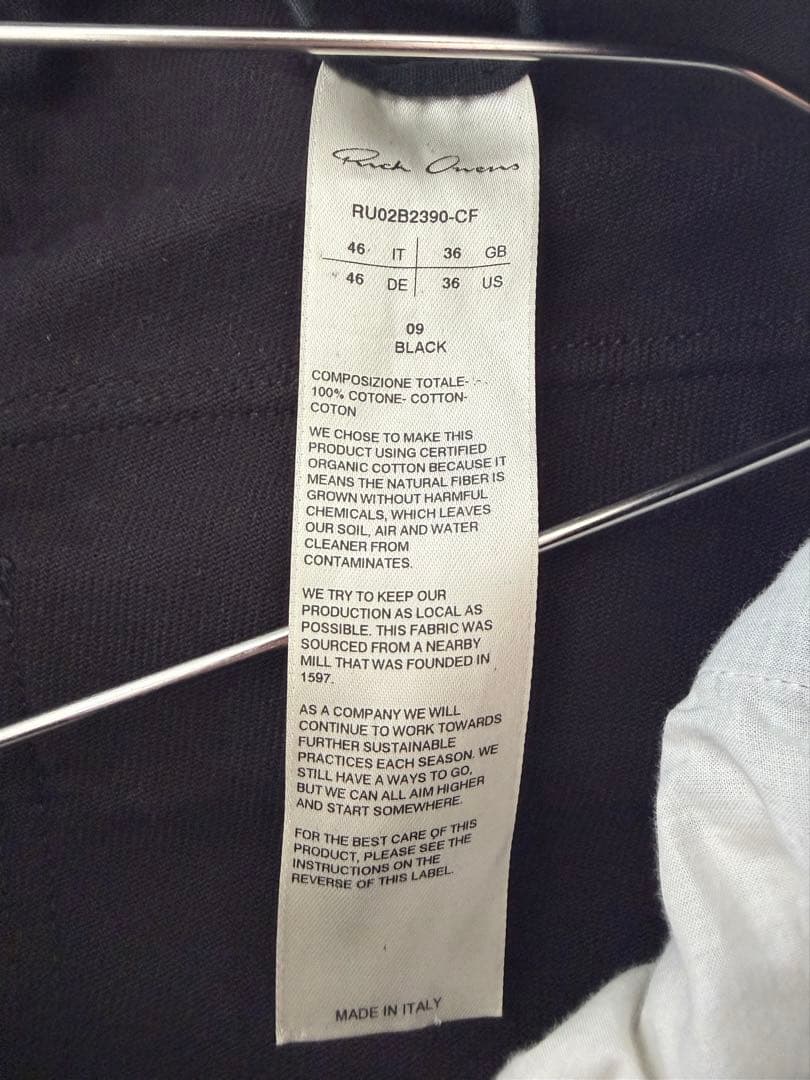 Rick Owens
RU02B2390-CF
46 IT 36 GB
46 DE 36 US
09
BLACK
COMPOSIZIONE TOTALE-
100% COTONE- COTTON-
COTON
WE CHOSE TO MAKE THIS
PRODUCT USING CERTIFIED
ORGANIC COTTON BECAUSE IT
MEANS THE NATURAL FIBER IS
GROWN WITHOUT HARMFUL
CHEMICALS, WHICH LEAVES
OUR SOIL, AIR AND WATER
CLEANER FROM
CONTAMINATES.
WE TRY TO KEEP OUR
PRODUCTION AS LOCAL AS
POSSIBLE. THIS FABRIC WAS
SOURCED FROM A NEARBY
MILL THAT WAS FOUNDED IN
1597.
AS A COMPANY WE WILL
CONTINUE TO WORK TOWARDS
FURTHER SUSTAINABLE
PRACTICES EACH SEASON. WE
STILL HAVE A WAYS TO GO,
BUT WE CAN ALL AIM HIGHER
AND START SOMEWHERE.
FOR THE BEST CARE OF THIS
PRODUCT, PLEASE SEE THE
INSTRUCTIONS ON THE
REVERSE OF THIS LABEL.
MADE IN ITALY